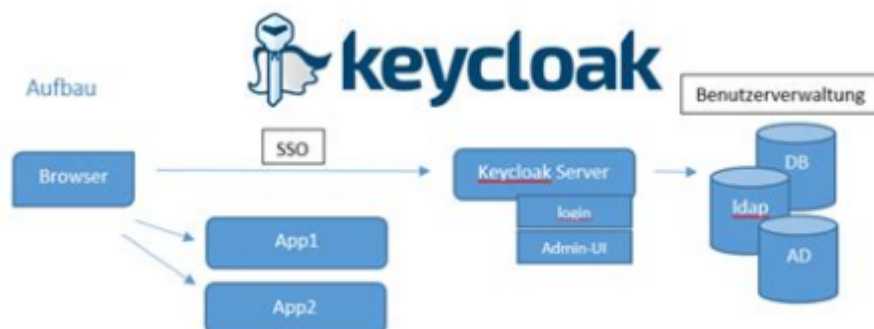 keycloak
Aufbau
Benutzerverwaltung
SSO
Browser
Keycloak Server
DB
login
ldap
App1
Admin-UI
AD
App2